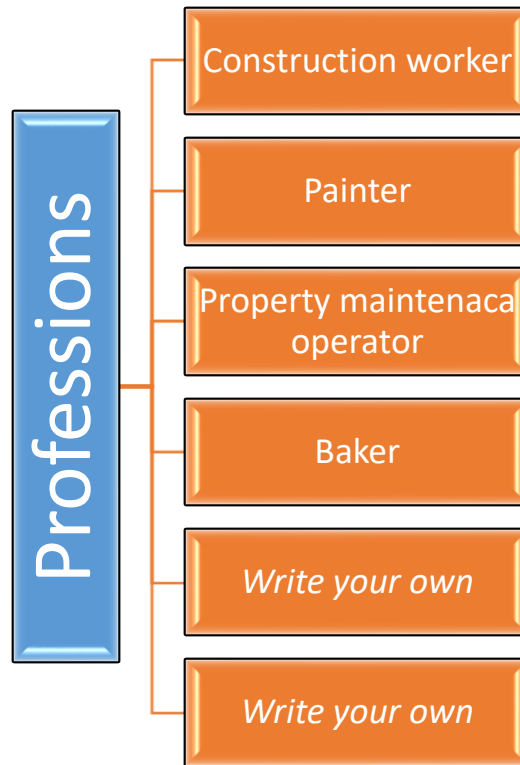 Professions
Construction worker
Painter
Property maintenaca
operator
Baker
Write your own
Write your own